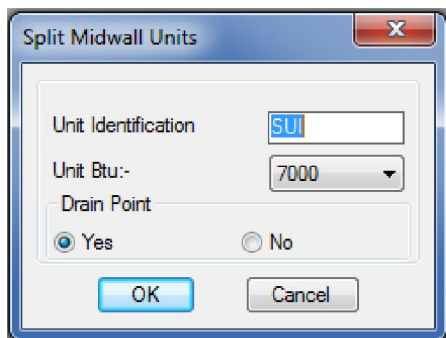 Split Midwall Units
Unit Identification SUI
Unit Btu:- 7000
Drain Point
Yes No
OK Cancel